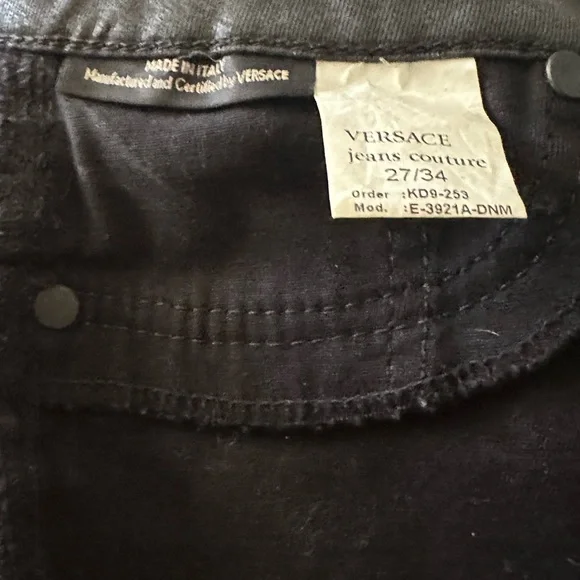 MADE IN ITALY
Manufactured and Certified by VERSACE
VERSACE
jeans couture
27/34
Order :KD9-253
Mod. :E-3921A-DNM